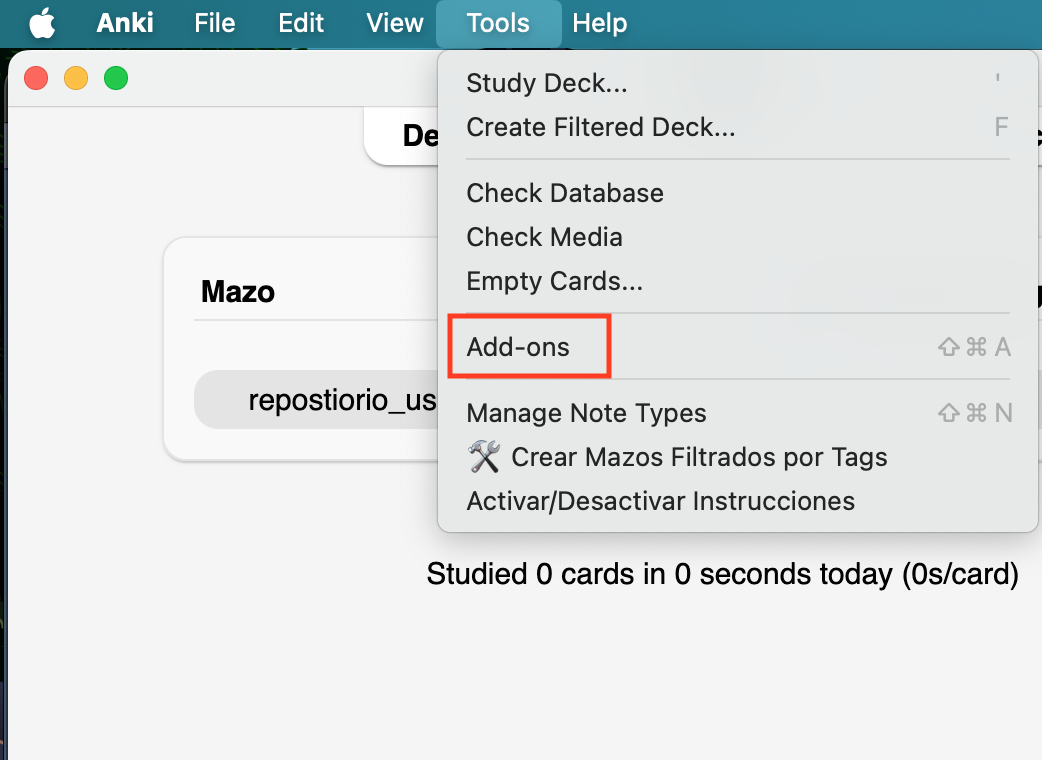 Anki File Edit View Tools Help
Study Deck... '
Create Filtered Deck... F
De
Check Database
Check Media
Empty Cards...
Mazo
Add-ons ⇧⌘A
repostiorio_us
Manage Note Types ⇧⌘N
🛠 Crear Mazos Filtrados por Tags
Activar/Desactivar Instrucciones
Studied 0 cards in 0 seconds today (0s/card)